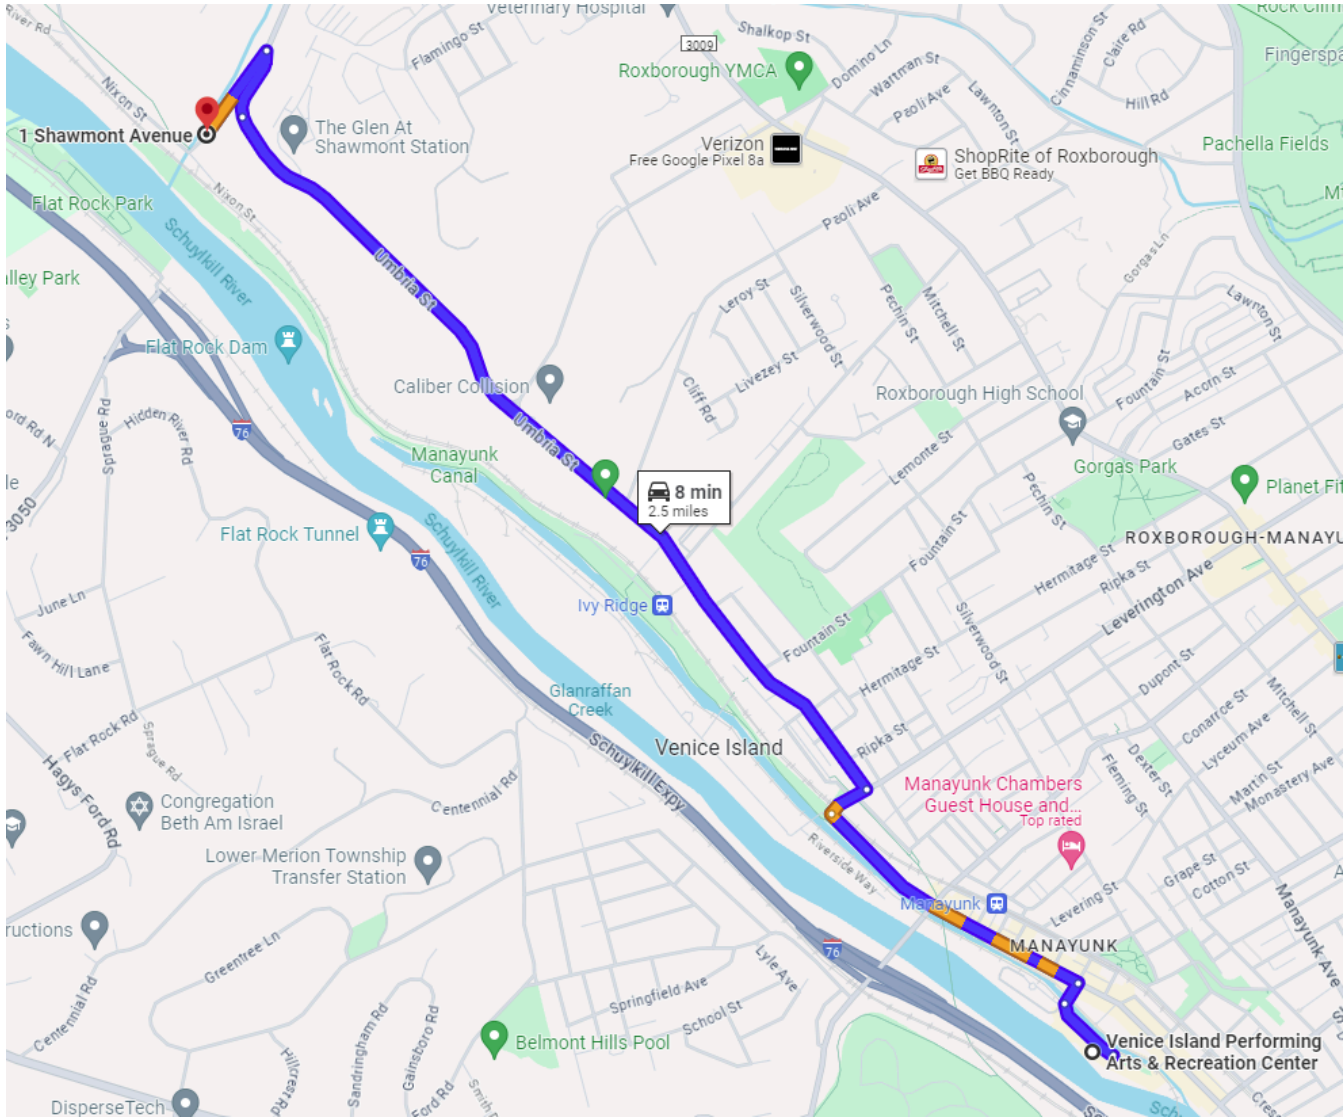 River Rd
Veterinary Hospital
Rock Clim
Nixon St
Flamingo St
3009
Shalkop St
Roxborough YMCA
Domino Ln
Wartman St
Cinnaminson St
Claire Rd
Fingersp
Paoli Ave
Lawnton St
Hill Rd
1 Shawmont Avenue
The Glen At
Shawmont Station
Verizon
Free Google Pixel 8a
ShopRite of Roxborough
Get BBQ Ready
Pachella Fields
Flat Rock Park
Nixon St
Paoli Ave
Schuylkill River
Umbria St
Gorgas Ln
lley Park
Leroy St
Silverwood St
Pechin St
Mitchell St
Lawnton St
Flat Rock Dam
Livezey St
Caliber Collision
Cliff Rd
Roxborough High School
Fountain St
Acorn St
ord Rd N
Spring Rd
Hidden River Rd
76
Umbria St
Lemonte St
Gates St
Manayunk
Canal
Gorgas Park
Planet Fit
3050
8 min
2.5 miles
Pechin St
Flat Rock Tunnel
76
Schuylkill River
Fountain St
ROXBOROUGH-MANAYU
Hermitage St
Ripka St
Leverington Ave
June Ln
Ivy Ridge
Silverwood St
Fawn Hill Lane
Flat Rock Rd
Fountain St
Hermitage St
Dupont St
Glanraffan
Creek
Mitchell St
Flat Rock Rd
Sprague Rd
Schuylkill Expy
Venice Island
Ripka St
Conarroe St
Lyceum Ave
Hagys Ford Rd
Centennial Rd
Dexter St
Fleming St
Martin St
Monastery Ave
Congregation
Beth Am Israel
Manayunk Chambers
Guest House and...
Top rated
Lower Merion Township
Transfer Station
Riverside Way
Grape St
Cotton St
Manayunk
Levering St
Manayunk Ave
ructions
Greentree Ln
76
MANAYUNK
Lyle Ave
Centennial Rd
Springfield Ave
School St
Sandringham Rd
Gainsboro Rd
Belmont Hills Pool
Venice Island Performing
Arts & Recreation Center
Hillcrest Rd
Ford Rd
Smith
DisperseTech